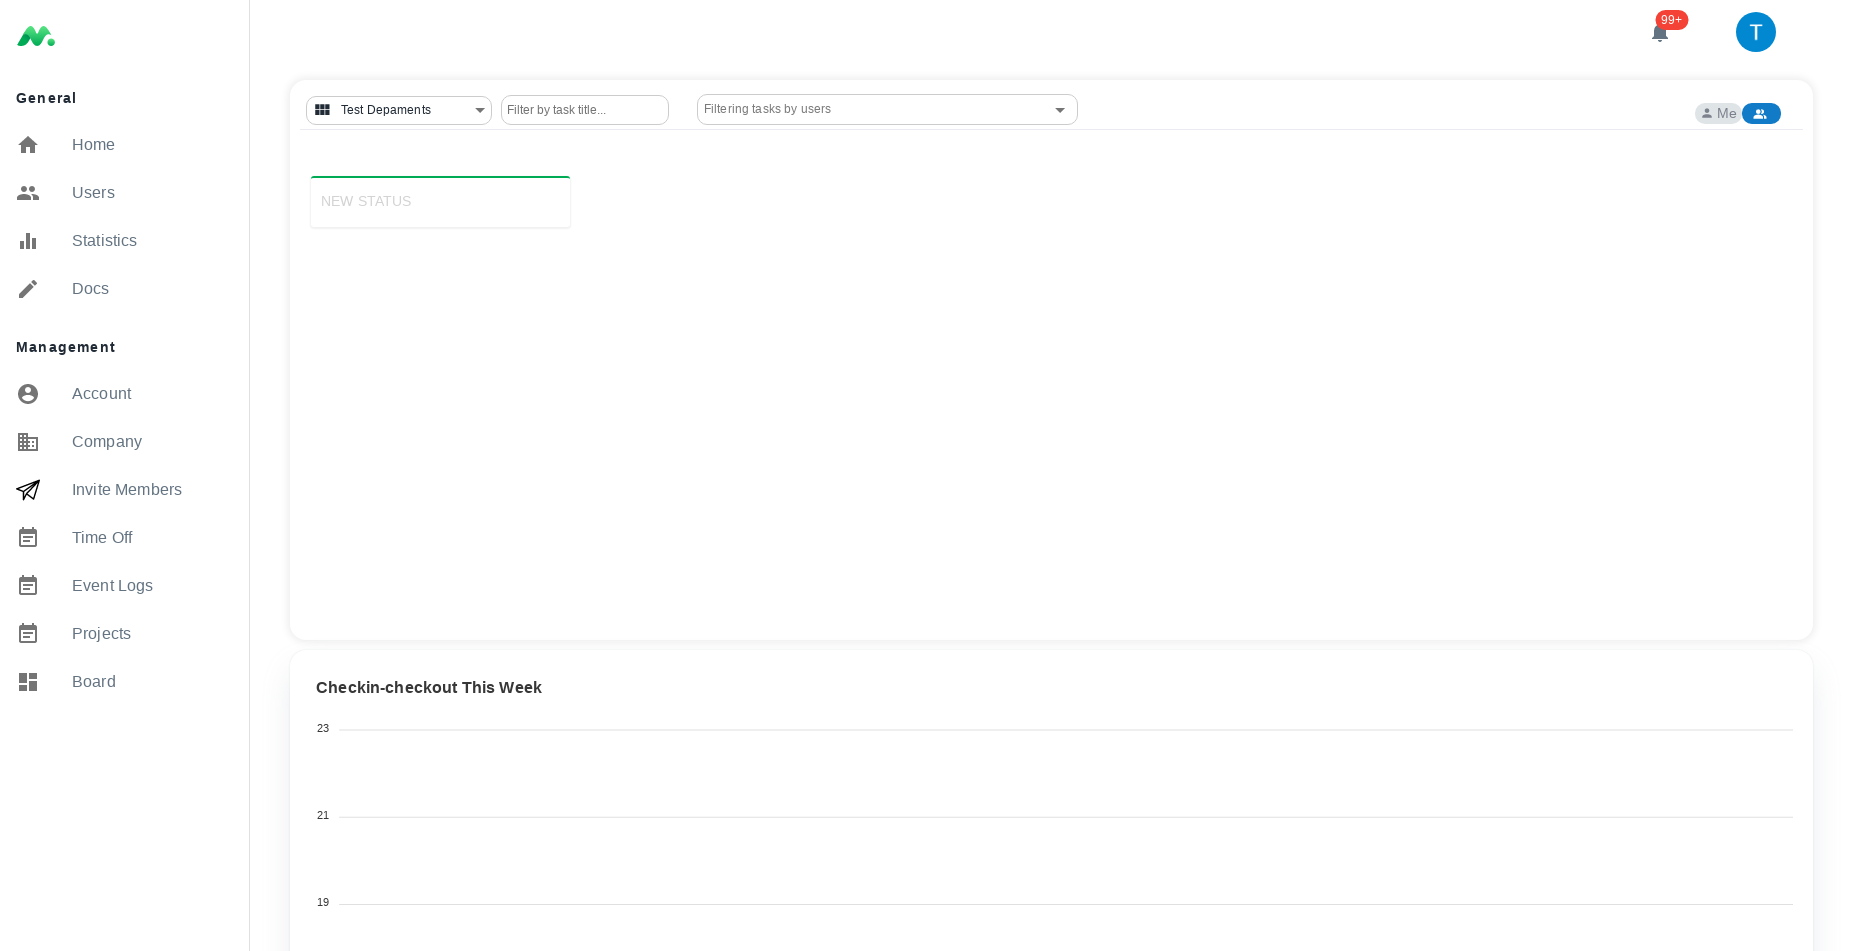 99+
T
General
Home
Users
Statistics
Docs
Management
Account
Company
Invite Members
Time Off
Event Logs
Projects
Board
Test Depaments
Filter by task title...
Filtering tasks by users
Me
NEW STATUS
Checkin-checkout This Week
23
21
19